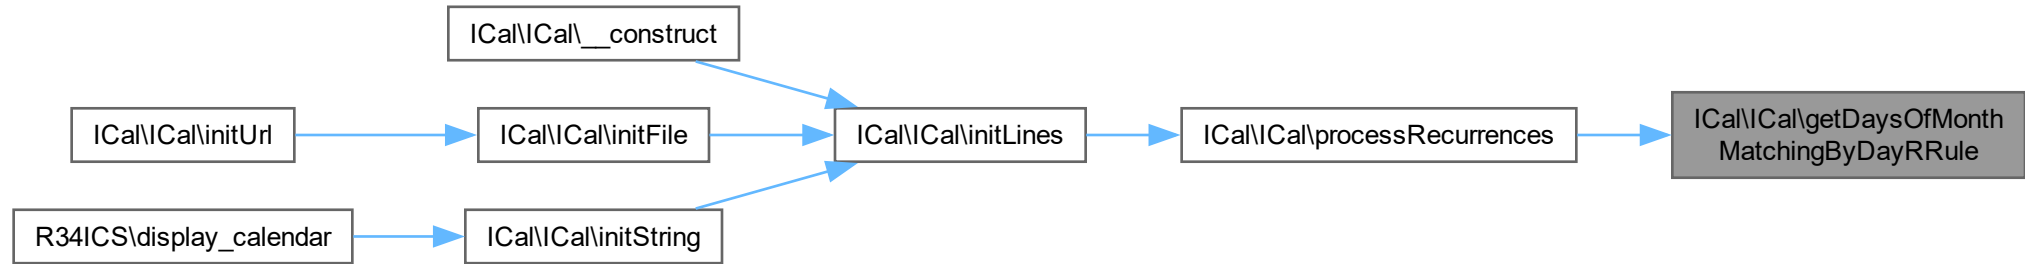 ICal\ICal\__construct
ICal\ICal\initUrl
ICal\ICal\initFile
ICal\ICal\initLines
ICal\ICal\processRecurrences
ICal\ICal\getDaysOfMonth
MatchingByDayRRule
R34ICS\display_calendar
ICal\ICal\initString